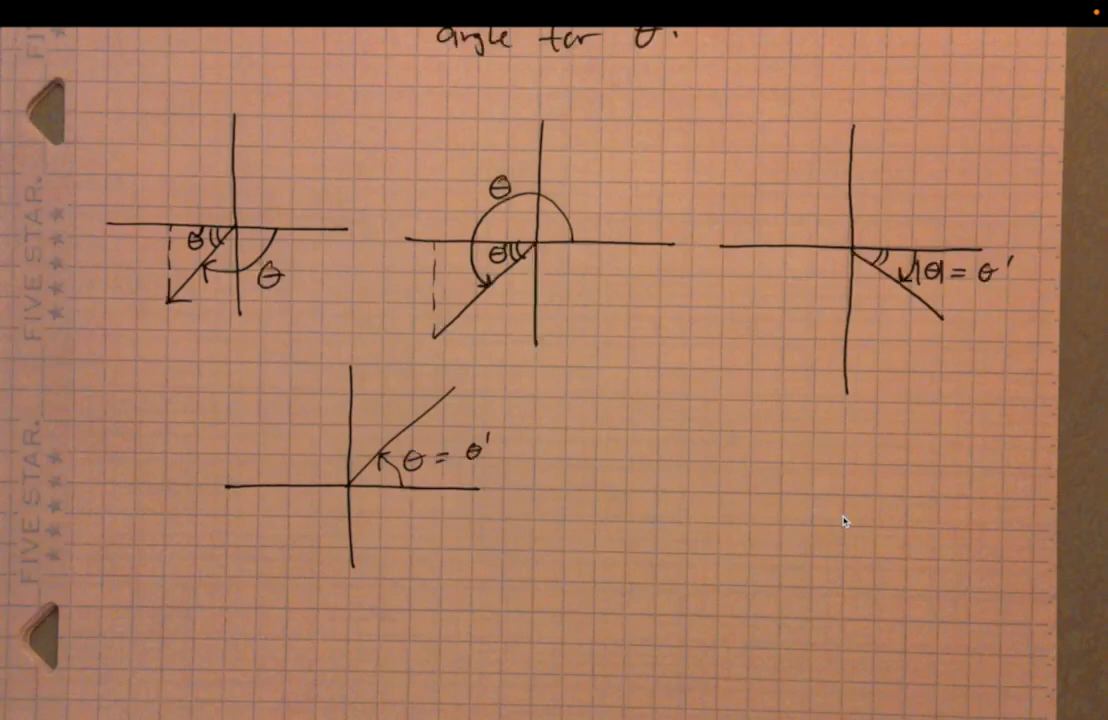 angle for θ.
θ
θ'
θ
θ
θ'
|θ| = θ'
θ = θ'
FIVE STAR.
FIVE STAR.